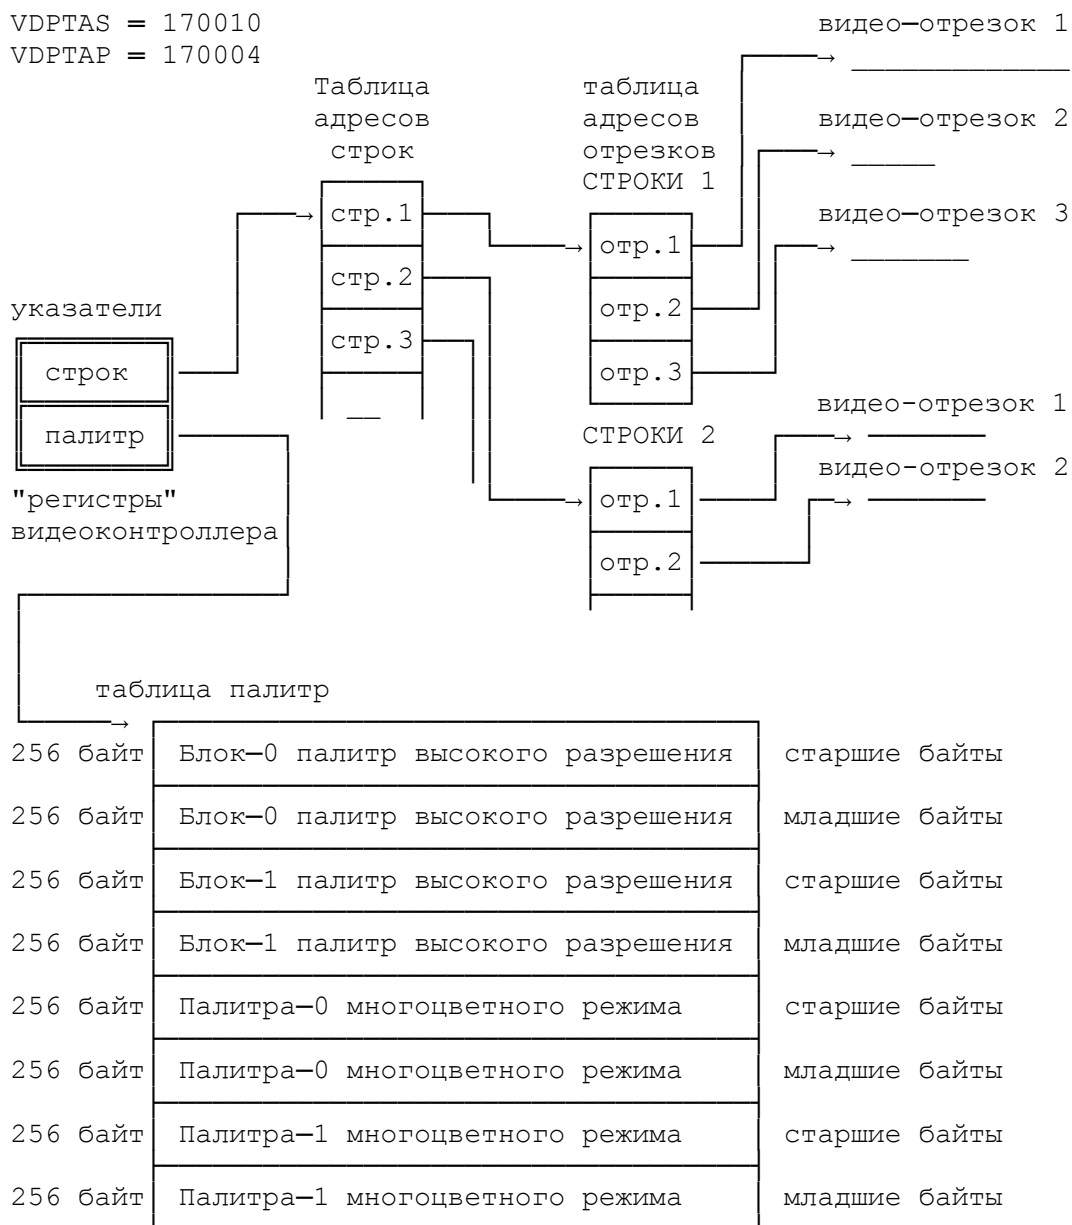 VDPTAS = 170010
VDPTAP = 170004
видео—отрезок 1
Таблица адресов строк
таблица адресов отрезков
СТРОКИ 1
видео—отрезок 2
видео—отрезок 3
стр.1
стр.2
стр.3
отр.1
отр.2
отр.3
указатели
строк
палитр
"регистры"
видеоконтроллера
СТРОКИ 2
отр.1
отр.2
видео-отрезок 1
видео-отрезок 2
таблица палитр
256 байт Блок—0 палитр высокого разрешения старшие байты
256 байт Блок—0 палитр высокого разрешения младшие байты
256 байт Блок—1 палитр высокого разрешения старшие байты
256 байт Блок—1 палитр высокого разрешения младшие байты
256 байт Палитра—0 многоцветного режима старшие байты
256 байт Палитра—0 многоцветного режима младшие байты
256 байт Палитра—1 многоцветного режима старшие байты
256 байт Палитра—1 многоцветного режима младшие байты